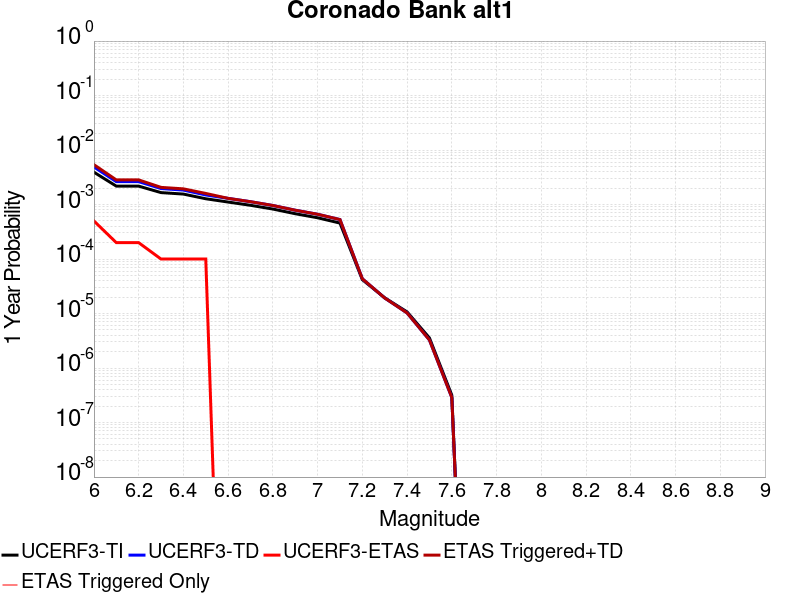 Coronado Bank alt1
10^0
10^-1
10^-2
10^-3
10^-4
10^-5
10^-6
10^-7
10^-8
1 Year Probability
6 6.2 6.4 6.6 6.8 7 7.2 7.4 7.6 7.8 8 8.2 8.4 8.6 8.8 9
Magnitude
UCERF3-TI UCERF3-TD UCERF3-ETAS ETAS Triggered+TD
ETAS Triggered Only